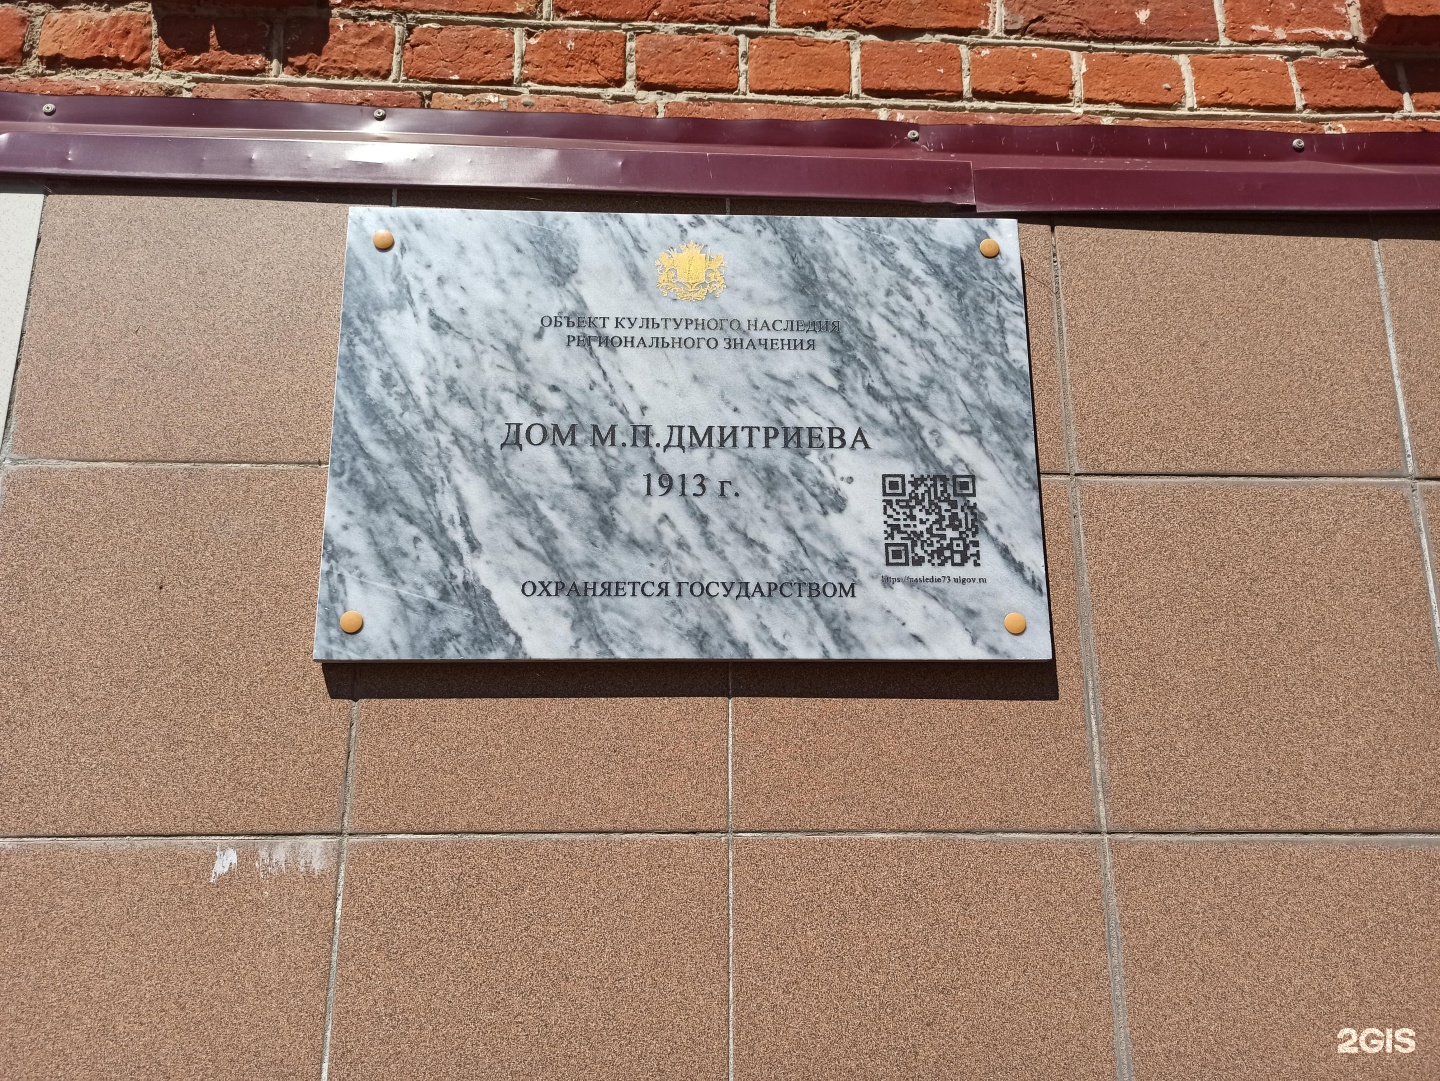 ОБЪЕКТ КУЛЬТУРНОГО НАСЛЕДИЯ
РЕГИОНАЛЬНОГО ЗНАЧЕНИЯ
ДОМ М.П.ДМИТРИЕВА
1913 г.
https://nasledie73.ulgov.ru
ОХРАНЯЕТСЯ ГОСУДАРСТВОМ
2GIS